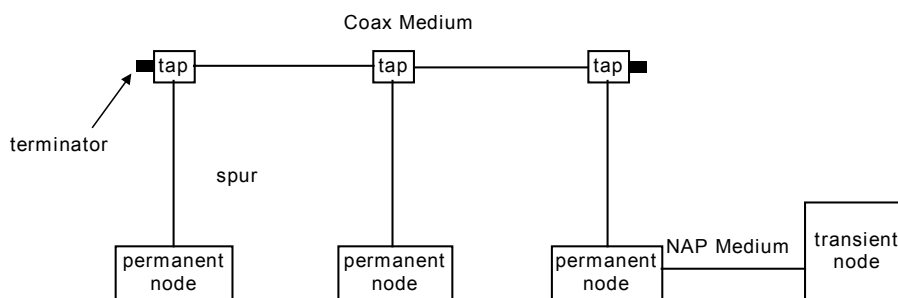 Coax Medium
tap
tap
tap
terminator
spur
NAP Medium
transient
node
permanent
node
permanent
node
permanent
node